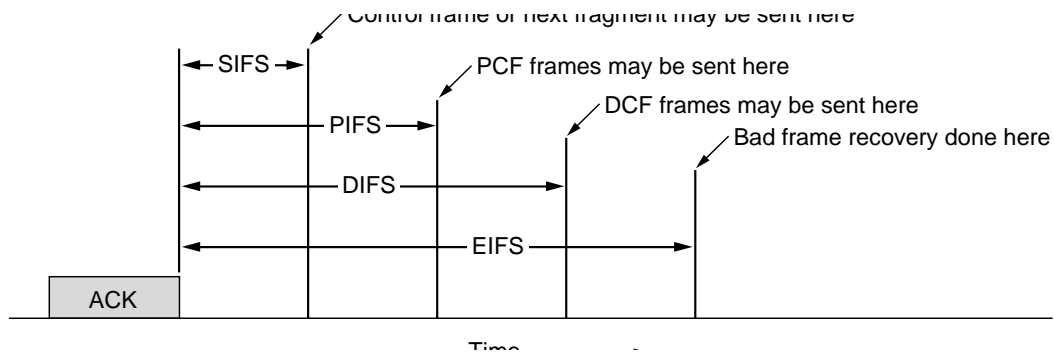 Control frame or next fragment may be sent here
SIFS
PCF frames may be sent here
PIFS
DCF frames may be sent here
Bad frame recovery done here
DIFS
EIFS
ACK
Time